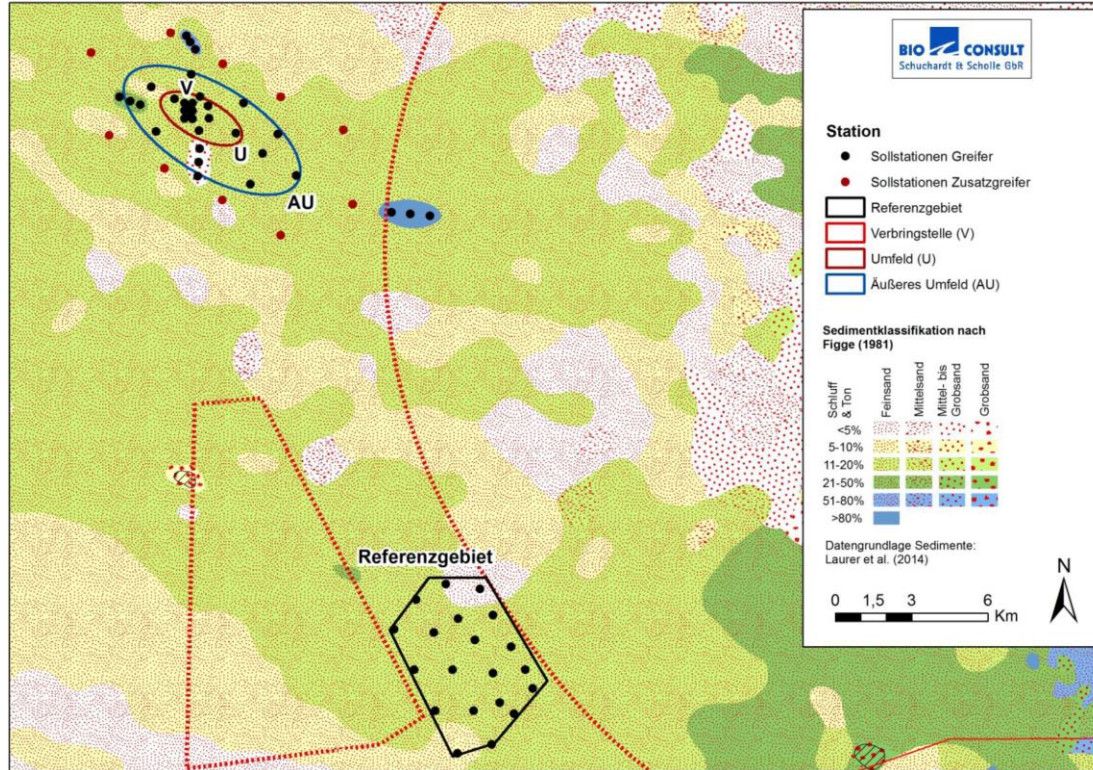 V
U
AU
Referenzgebiet
BIO CONSULT
Schuchardt & Scholle GbR
Station
Sollstationen Greifer
Sollstationen Zusatzgreifer
Referenzgebiet
Verbringstelle (V)
Umfeld (U)
Äußeres Umfeld (AU)
Sedimentklassifikation nach
Figge (1981)
Schluff
& Ton
Feinsand
Mittelsand
Mittel- bis
Grobsand
Grobsand
<5%
5-10%
11-20%
21-50%
51-80%
>80%
Datengrundlage Sedimente:
Laurer et al. (2014)
N
0 1,5 3 6
Km